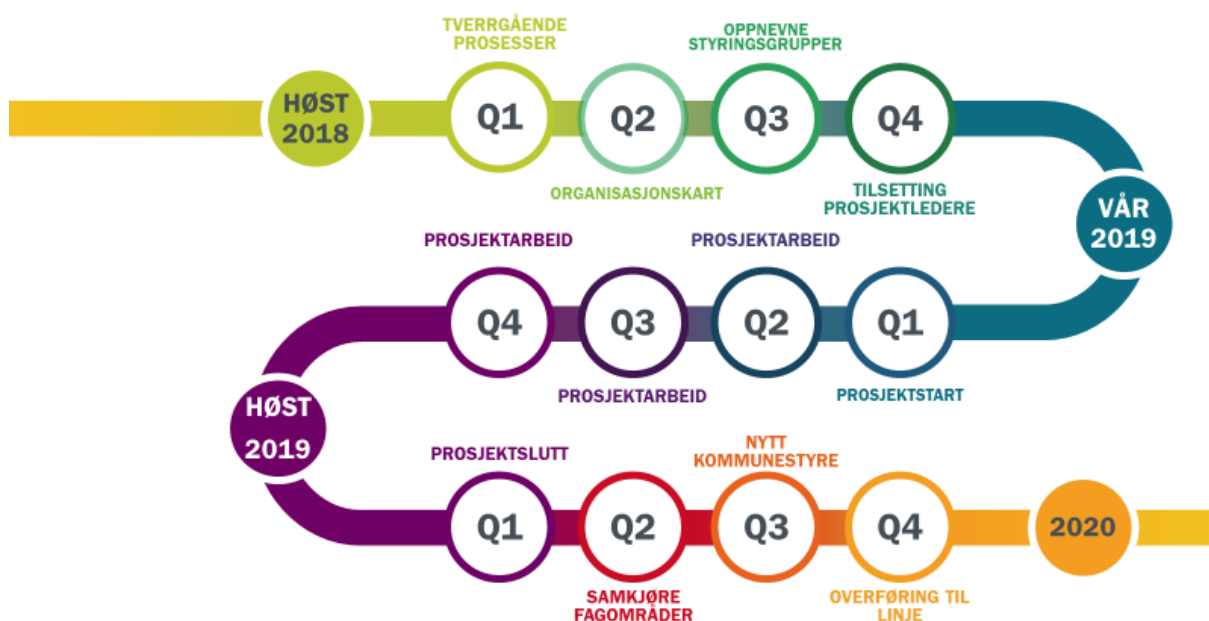 TVERRGÅENDE
PROSESSER
OPPNEVNE
STYRINGSGRUPPER
HØST
2018
Q1
Q2
Q3
Q4
ORGANISASJONSKART
TILSETTING
PROSJEKTLEDERE
VÅR
2019
PROSJEKTARBEID
PROSJEKTARBEID
Q4
Q3
Q2
Q1
PROSJEKTARBEID
PROSJEKTSTART
HØST
2019
PROSJEKTSLUTT
NYTT
KOMMUNESTYRE
Q1
Q2
Q3
Q4
2020
SAMKJØRE
FAGOMRÅDER
OVERFØRING TIL
LINJE